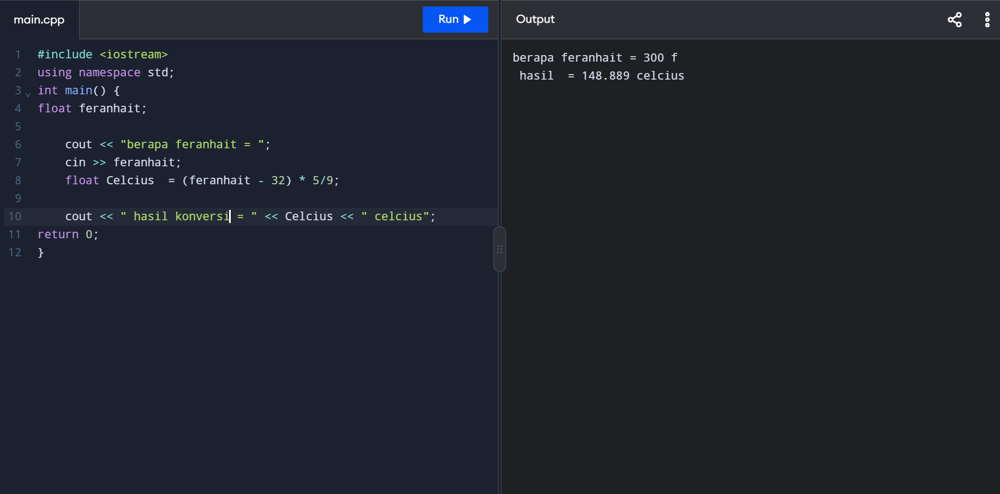 main.cpp
Run
1 #include <iostream>
2 using namespace std;
3 int main() {
4 float feranhait;
5
6     cout << "berapa feranhait = ";
7     cin >> feranhait;
8     float Celcius  = (feranhait - 32) * 5/9;
9
10     cout << " hasil konversi = " << Celcius << " celcius";
11 return 0;
12 }
Output
berapa feranhait = 300 f
 hasil  = 148.889 celcius